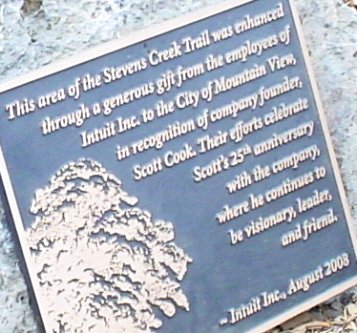 This area of the Stevens Creek Trail was enhanced
through a generous gift from the employees of
Intuit Inc. to the City of Mountain View,
in recognition of company founder,
Scott Cook. Their efforts celebrate
Scott's 25th anniversary
with the company,
where he continues to
be visionary, leader,
and friend.
~ Intuit Inc., August 2008